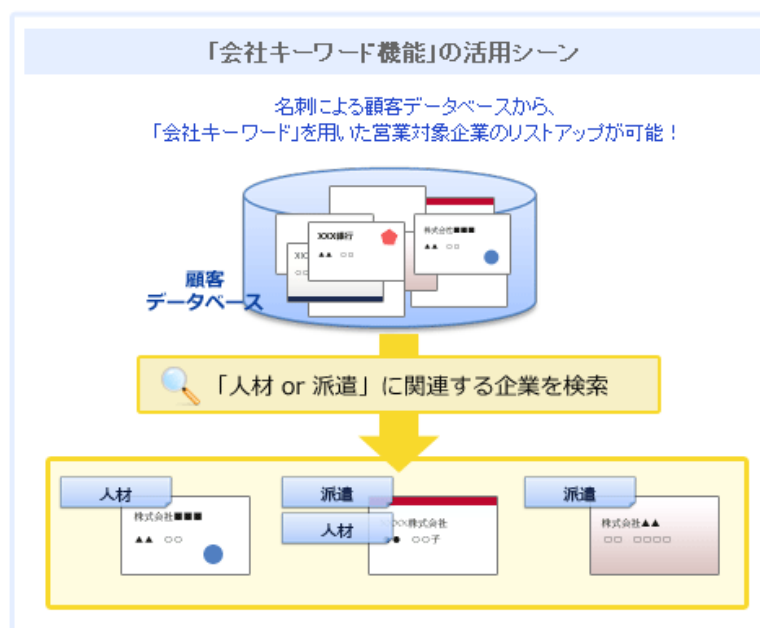 「会社キーワード機能」の活用シーン
名刺による顧客データベースから、
「会社キーワード」を用いた営業対象企業のリストアップが可能！
XXX銀行
▲▲ ○○
株式会社■■■
▲▲ ○○
顧客
データベース
「人材 or 派遣」に関連する企業を検索
人材
株式会社■■■
▲▲ ○○
派遣
人材
株式会社
○○子
派遣
株式会社▲▲
□□ □□□□